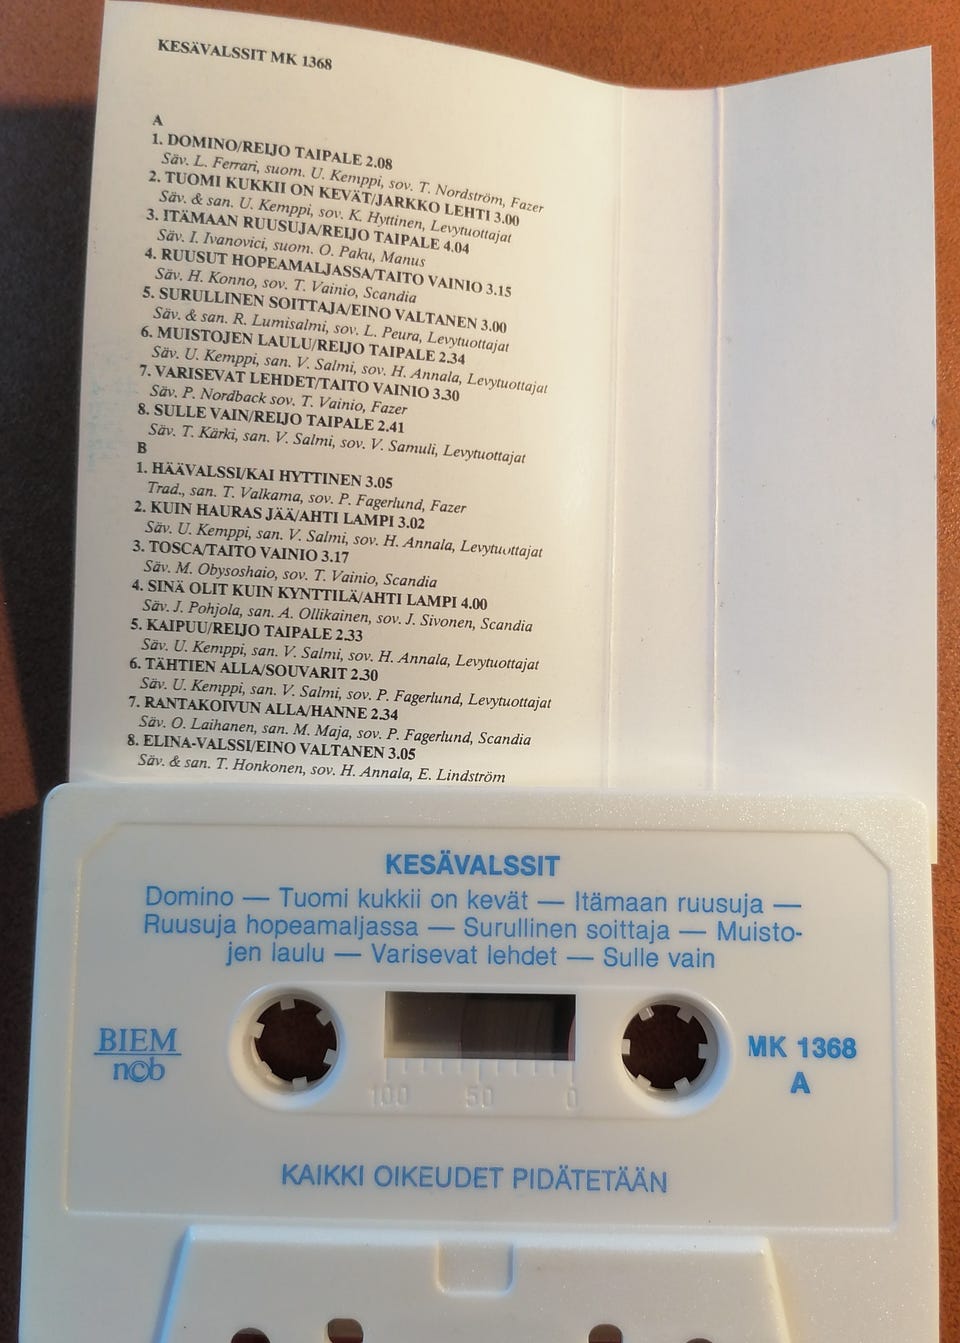 KESÄVALSSIT MK 1368
A
1. DOMINO/REIJO TAIPALE 2.08
Säv. L. Ferrari, suom. U. Kemppi, sov. T. Nordström, Fazer
2. TUOMI KUKKII ON KEVÄT/JARKKO LEHTI 3.00
Säv. & san. U. Kemppi, sov. K. Hyttinen, Levytuottajat
3. ITÄMAAN RUUSUJA/REIJO TAIPALE 4.04
Säv. I. Ivanovici, suom. O. Paku, Manus
4. RUUSUT HOPEAMALJASSA/TAITO VAINIO 3.15
Säv. H. Konno, sov. T. Vainio, Scandia
5. SURULLINEN SOITTAJA/EINO VALTANEN 3.00
Säv. & san. R. Lumisalmi, sov. L. Peura, Levytuottajat
6. MUISTOJEN LAULU/REIJO TAIPALE 2.34
Säv. U. Kemppi, san. V. Salmi, sov. H. Annala, Levytuottajat
7. VARISEVAT LEHDET/TAITO VAINIO 3.30
Säv. P. Nordback sov. T. Vainio, Fazer
8. SULLE VAIN/REIJO TAIPALE 2.41
Säv. T. Kärki, san. V. Salmi, sov. V. Samuli, Levytuottajat
B
1. HÄÄVALSSI/KAI HYTTINEN 3.05
Trad., san. T. Valkama, sov. P. Fagerlund, Fazer
2. KUIN HAURAS JÄÄ/AHTI LAMPI 3.02
Säv. U. Kemppi, san. V. Salmi, sov. H. Annala, Levytuottajat
3. TOSCA/TAITO VAINIO 3.17
Säv. M. Obysoshaio, sov. T. Vainio, Scandia
4. SINÄ OLIT KUIN KYNTTILÄ/AHTI LAMPI 4.00
Säv. J. Pohjola, san. A. Ollikainen, sov. J. Sivonen, Scandia
5. KAIPUU/REIJO TAIPALE 2.33
Säv. U. Kemppi, san. V. Salmi, sov. H. Annala, Levytuottajat
6. TÄHTIEN ALLA/SOUVARIT 2.30
Säv. U. Kemppi, san. V. Salmi, sov. P. Fagerlund, Levytuottajat
7. RANTAKOIVUN ALLA/HANNE 2.34
Säv. O. Laihanen, san. M. Maja, sov. P. Fagerlund, Scandia
8. ELINA-VALSSI/EINO VALTANEN 3.05
Säv. & san. T. Honkonen, sov. H. Annala, E. Lindström
KESÄVALSSIT
Domino — Tuomi kukkii on kevät — Itämaan ruusuja —
Ruusuja hopeamaljassa — Surullinen soittaja — Muisto-
jen laulu — Varisevat lehdet — Sulle vain
BIEM
n©b
MK 1368
A
100 50 0
KAIKKI OIKEUDET PIDÄTETÄÄN